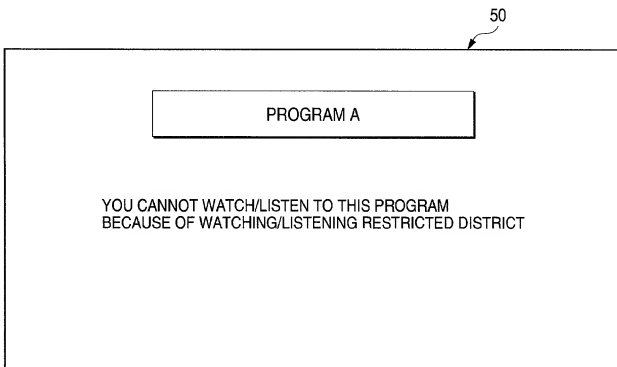 50
PROGRAM A
YOU CANNOT WATCH/LISTEN TO THIS PROGRAM
BECAUSE OF WATCHING/LISTENING RESTRICTED DISTRICT